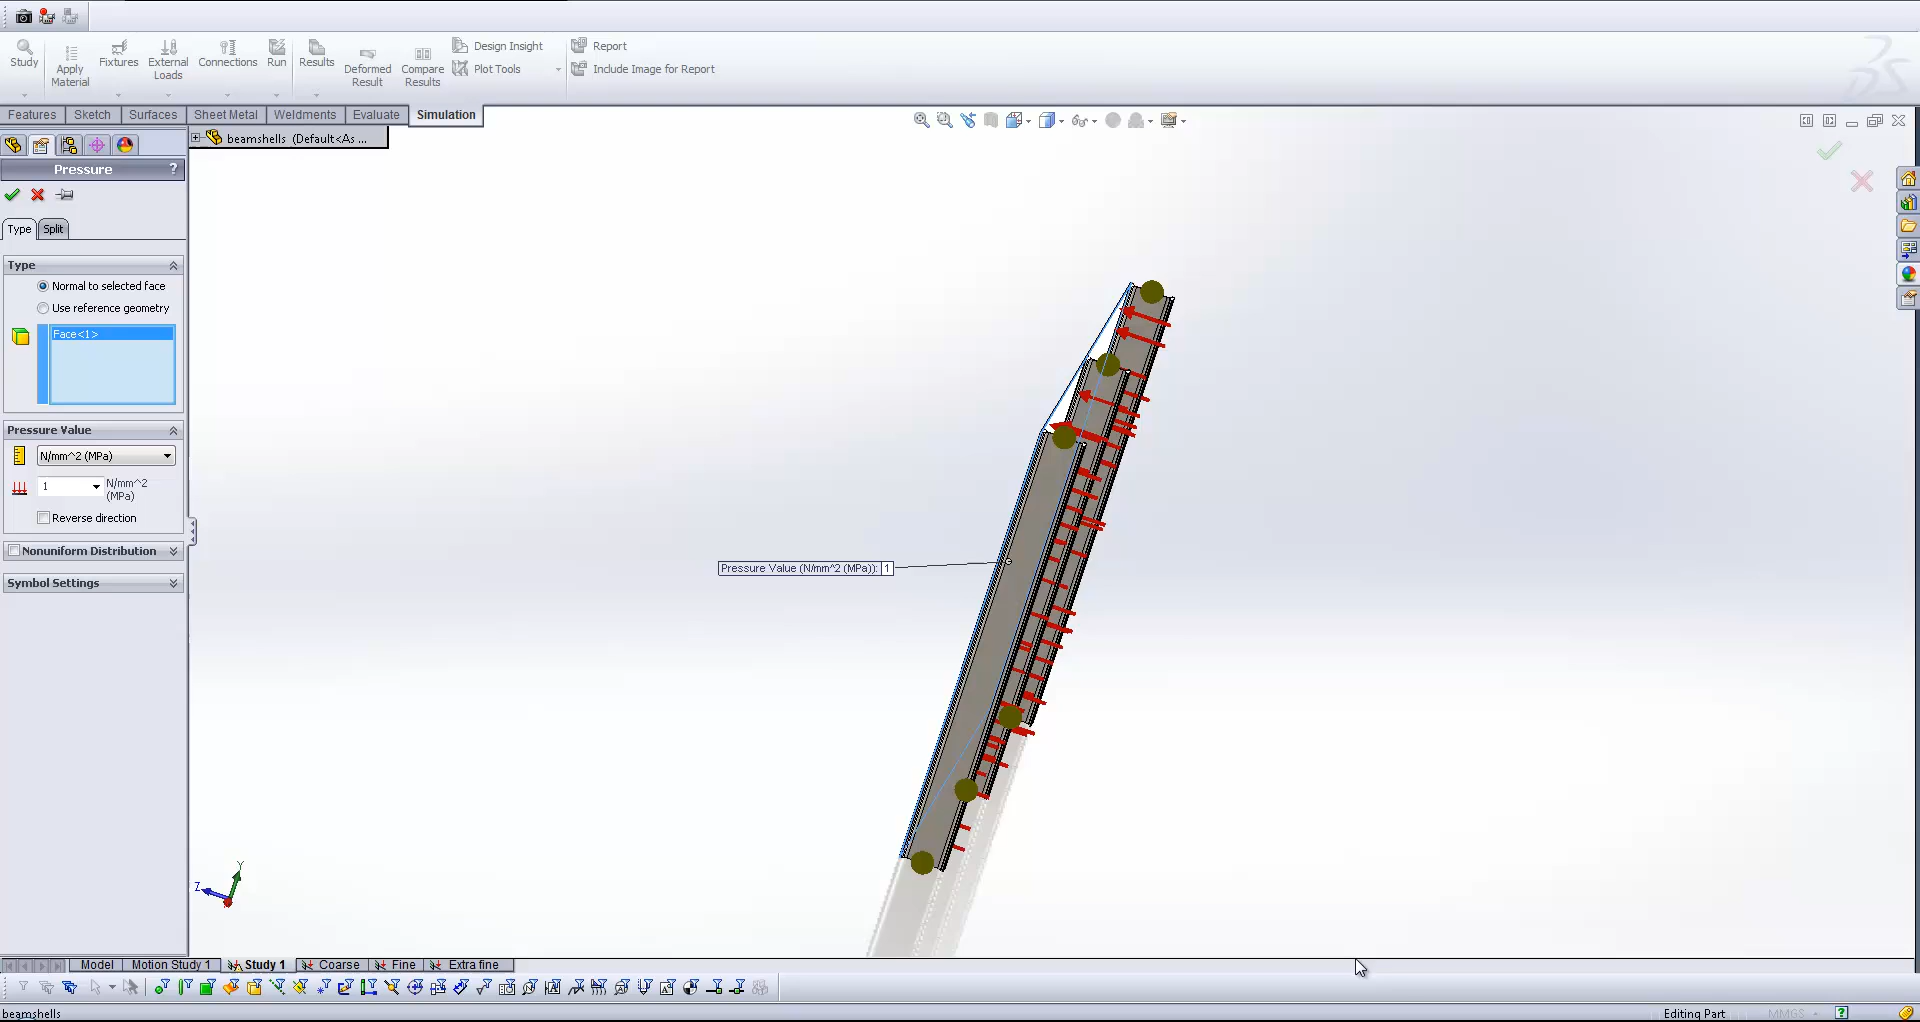 Study
Apply Material
Fixtures
External Loads
Connections
Run
Results
Deformed Result
Compare Results
Design Insight
Plot Tools
Report
Include Image for Report
Features
Sketch
Surfaces
Sheet Metal
Weldments
Evaluate
Simulation
beamshells (Default<As ...
Pressure
?
Type
Split
Type
Normal to selected face
Use reference geometry
Face<1>
Pressure Value
N/mm^2 (MPa)
1
N/mm^2 (MPa)
Reverse direction
Nonuniform Distribution
Symbol Settings
Pressure Value (N/mm^2 (MPa)): 1
Y
Z
Model
Motion Study 1
Study 1
Coarse
Fine
Extra fine
beamshells
Editing Part
MMGS
?